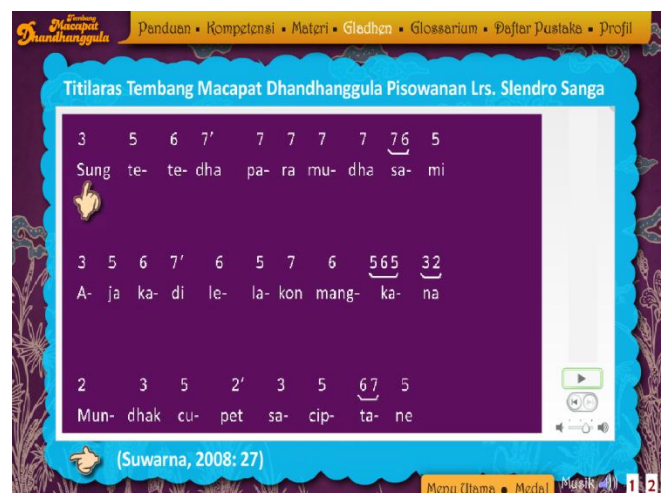 Tembang
Macapat
Dhandhanggula
Panduan • Kompetensi • Materi • Gladhen • Glossarium • Daftar Pustaka • Profil
Titilaras Tembang Macapat Dhandhanggula Pisowanan Lrs. Slendro Sanga
3 5 6 7′ 7 7 7 7 76 5
Sung te- te- dha pa- ra mu- dha sa- mi
3 5 6 7′ 6 5 7 6 565 32
A- ja ka- di le- la- kon mang- ka- na
2 3 5 2′ 3 5 67 5
Mun- dhak cu- pet sa- cip- ta- ne
(Suwarna, 2008: 27)
Menu Utama • Medal Musik 1 2